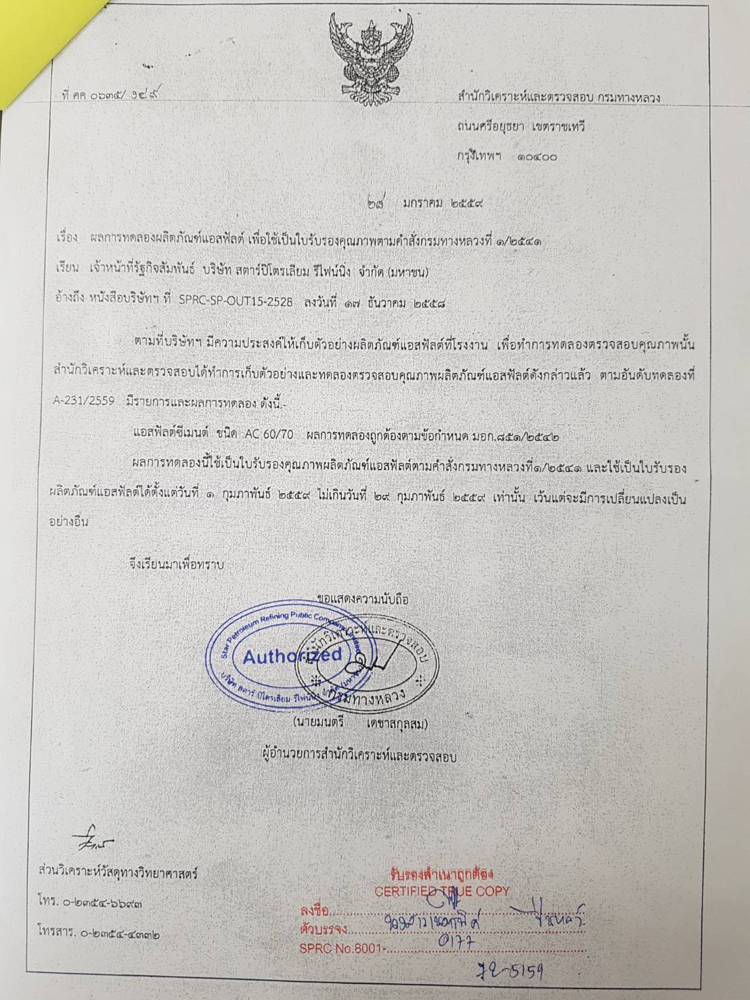 ที่ คค ๐๖๓๕/ ๖๔๙
สำนักวิเคราะห์และตรวจสอบ กรมทางหลวง
ถนนศรีอยุธยา เขตราชเทวี
กรุงเทพฯ ๑๐๔๐๐
๒๘ มกราคม ๒๕๕๙
เรื่อง ผลการทดลองผลิตภัณฑ์แอสฟัลต์ เพื่อใช้เป็นใบรับรองคุณภาพตามคำสั่งกรมทางหลวงที่ ๑/๒๕๔๑
เรียน เจ้าหน้าที่รัฐกิจสัมพันธ์ บริษัท สตาร์ปิโตรเลียม รีไฟน์นิ่ง จำกัด (มหาชน)
อ้างถึง หนังสือบริษัทฯ ที่ SPRC-SP-OUT15-2528 ลงวันที่ ๑๗ ธันวาคม ๒๕๕๘
ตามที่บริษัทฯ มีความประสงค์ให้เก็บตัวอย่างผลิตภัณฑ์แอสฟัลต์ที่โรงงาน เพื่อทำการทดลองตรวจสอบคุณภาพนั้น
สำนักวิเคราะห์และตรวจสอบได้ทำการเก็บตัวอย่างและทดลองตรวจสอบคุณภาพผลิตภัณฑ์แอสฟัลต์ดังกล่าวแล้ว ตามอันดับทดลองที่
A-231/2559 มีรายการและผลการทดลอง ดังนี้.-
แอสฟัลต์ซีเมนต์ ชนิด AC 60/70 ผลการทดลองถูกต้องตามข้อกำหนด มอก.๘๕๑/๒๕๔๒
ผลการทดลองนี้ใช้เป็นใบรับรองคุณภาพผลิตภัณฑ์แอสฟัลต์ตามคำสั่งกรมทางหลวงที่๑/๒๕๔๑ และใช้เป็นใบรับรอง
ผลิตภัณฑ์แอสฟัลต์ได้ตั้งแต่วันที่ ๑ กุมภาพันธ์ ๒๕๕๙ ไม่เกินวันที่ ๒๙ กุมภาพันธ์ ๒๕๕๙ เท่านั้น เว้นแต่จะมีการเปลี่ยนแปลงเป็น
อย่างอื่น
จึงเรียนมาเพื่อทราบ
ขอแสดงความนับถือ
Star Petroleum Refining Public Company Limited
Authorized
บริษัท สตาร์ ปิโตรเลียม รีไฟน์นิ่ง จำกัด (มหาชน)
สำนักวิเคราะห์และตรวจสอบ
กรมทางหลวง
(นายมนตรี เดชาสกุลสม)
ผู้อำนวยการสำนักวิเคราะห์และตรวจสอบ
ส่วนวิเคราะห์วัสดุทางวิทยาศาสตร์
โทร. ๐-๒๓๕๔-๖๖๙๓
โทรสาร. ๐-๒๓๕๔-๔๓๓๒
รับรองสำเนาถูกต้อง
CERTIFIED TRUE COPY
ลงชื่อ
ตัวบรรจง
SPRC No.8001- 0177
72-5159